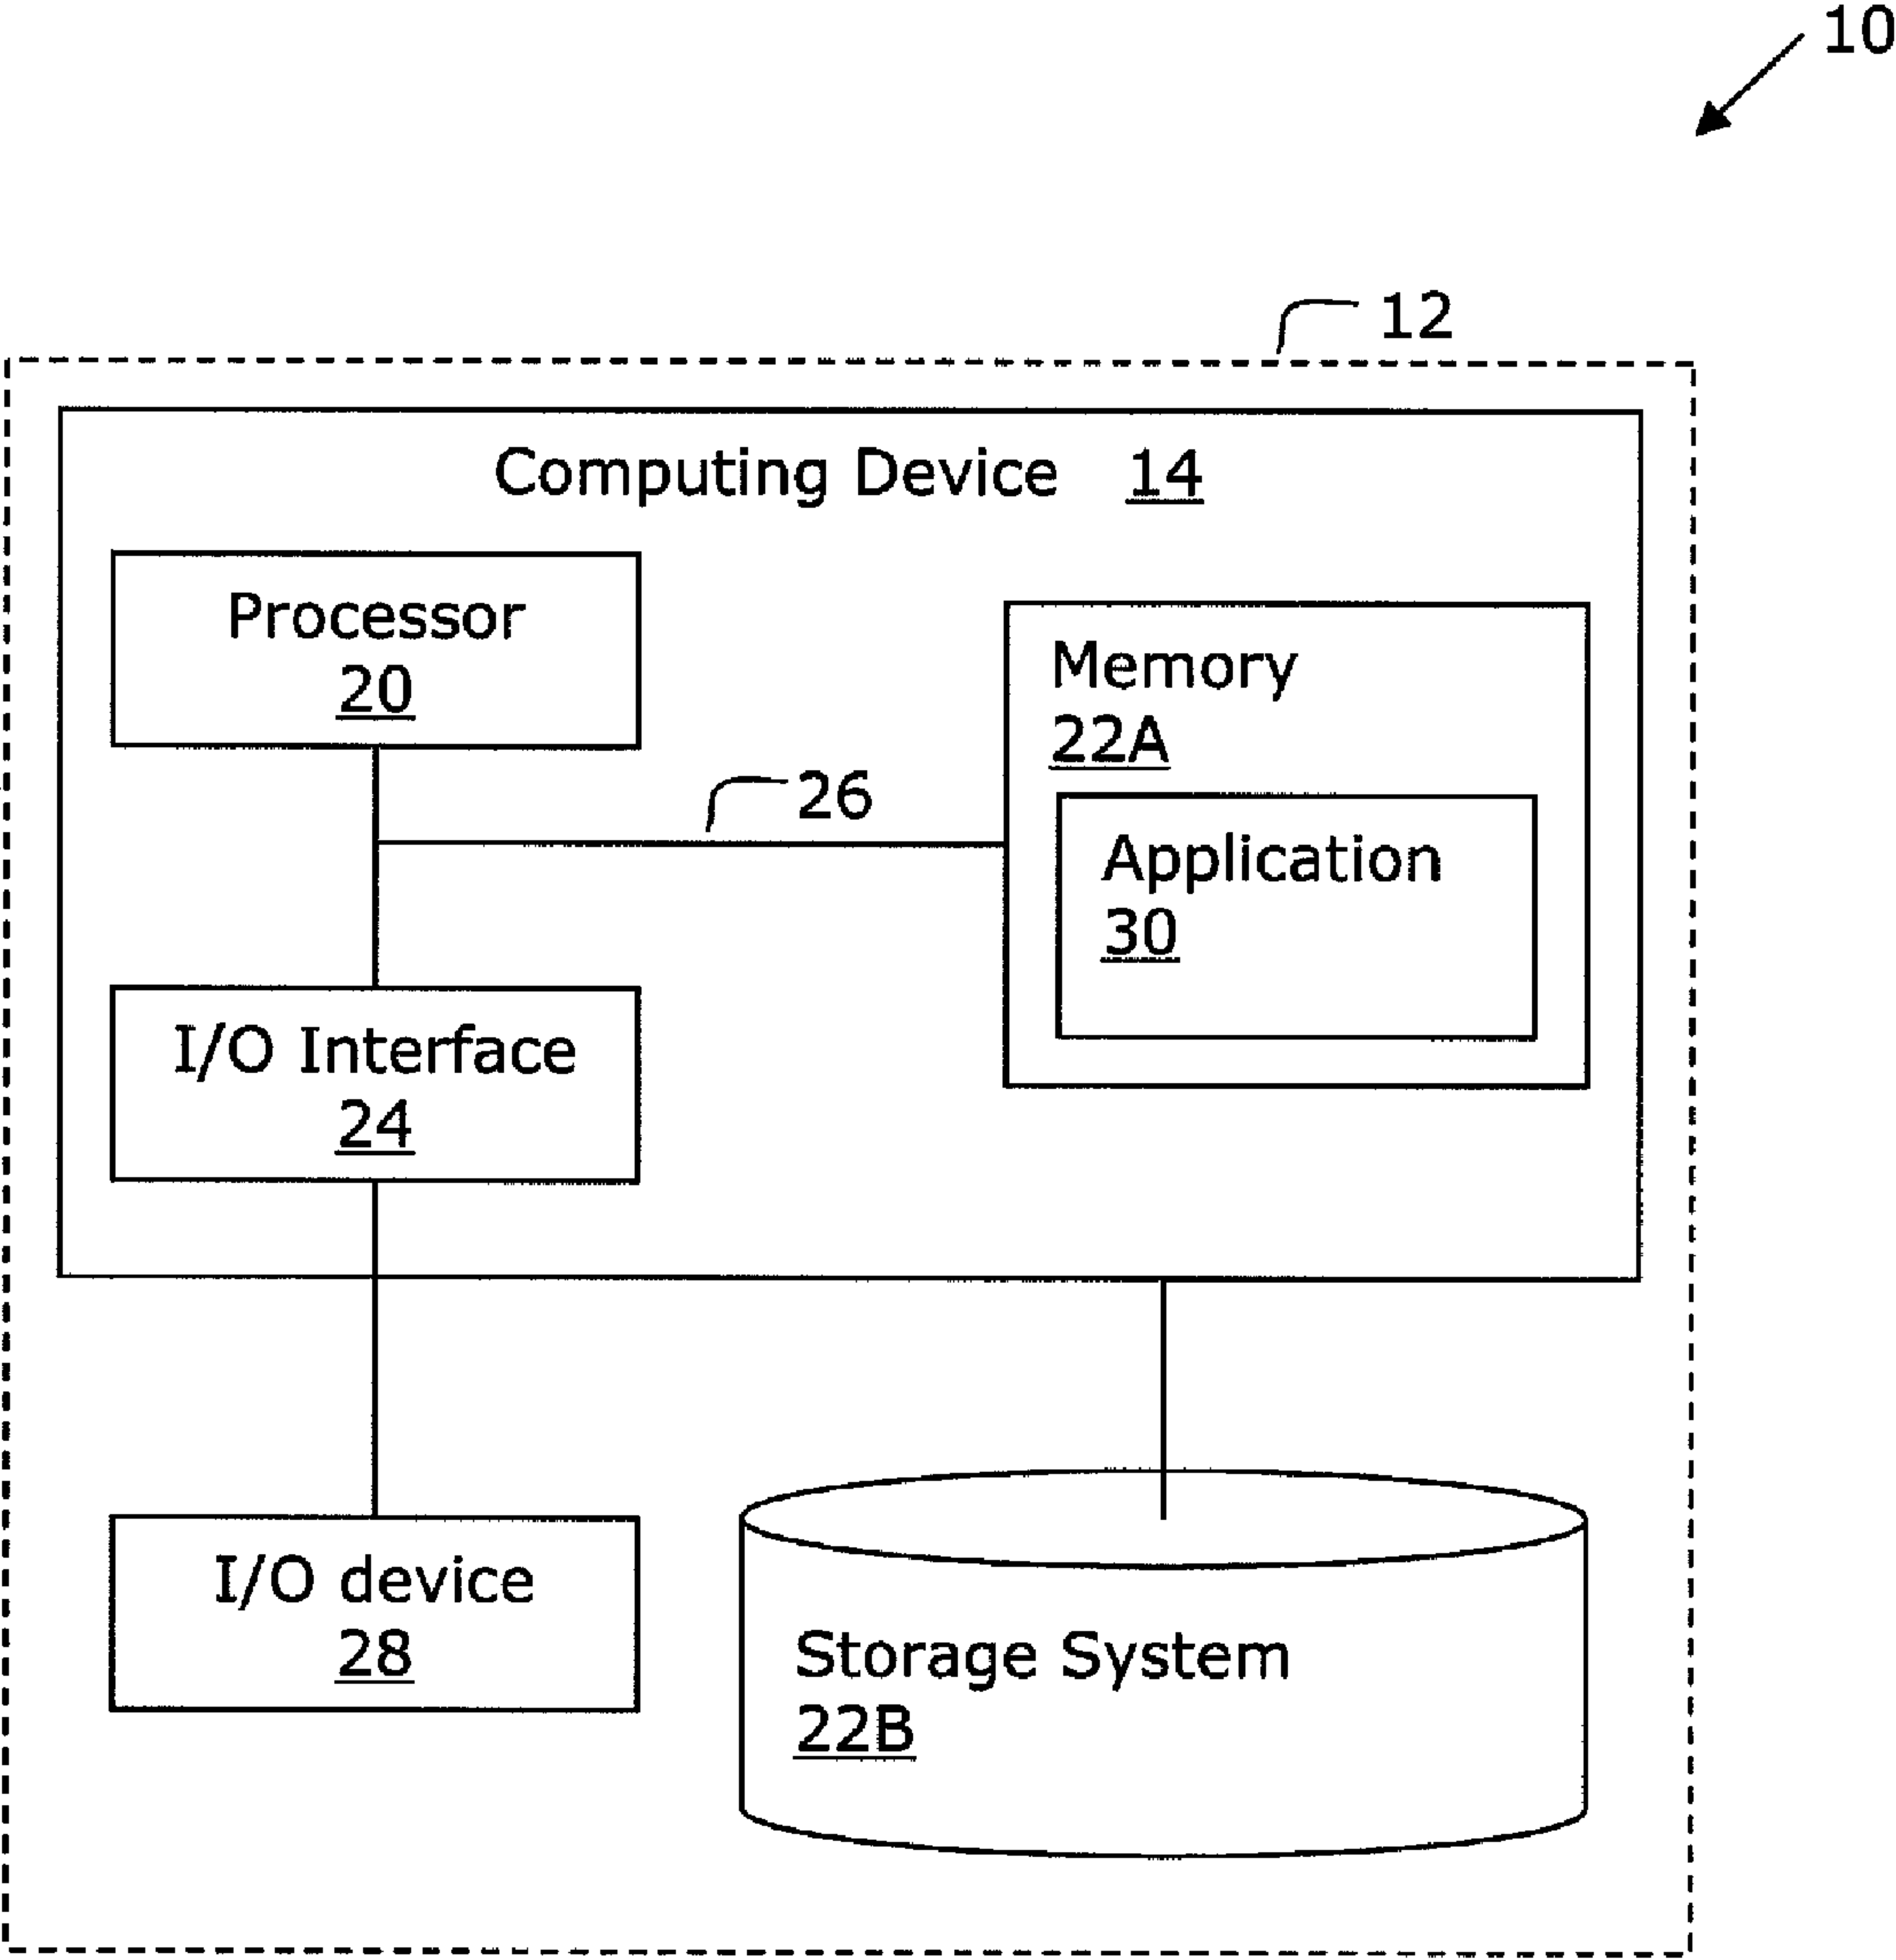 10
12
Computing Device 14
Processor
20
Memory
22A
26
Application
30
I/O Interface
24
I/O device
28
Storage System
22B